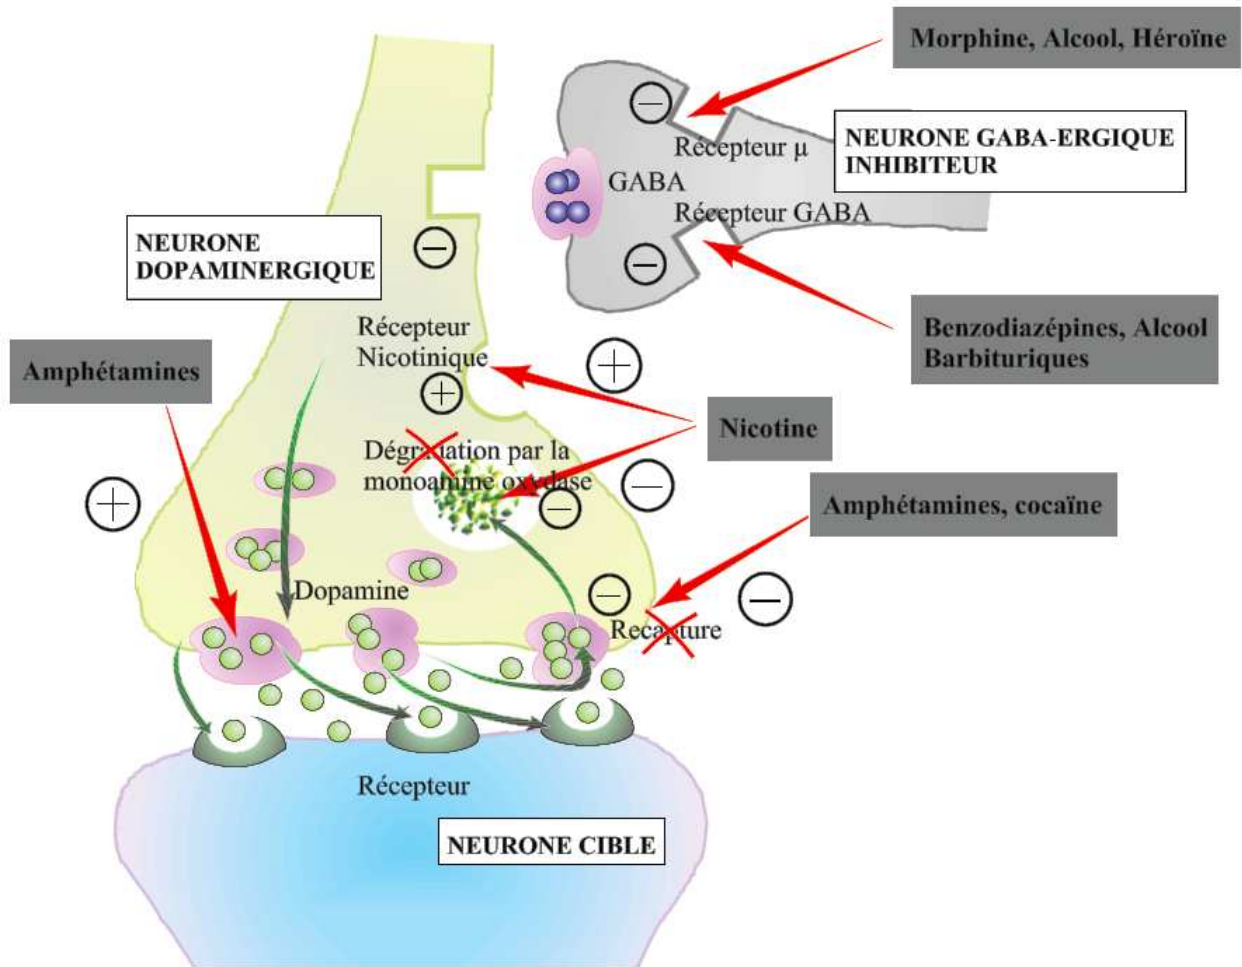 Morphine, Alcool, Héroïne
NEURONE GABA-ERGIQUE
INHIBITEUR
Récepteur μ
GABA
Récepteur GABA
NEURONE
DOPAMINERGIQUE
Benzodiazépines, Alcool
Barbituriques
Récepteur
Nicotinique
Amphétamines
Nicotine
Dégradation par la
monoamine oxydase
Amphétamines, cocaïne
Dopamine
Recapture
Récepteur
NEURONE CIBLE